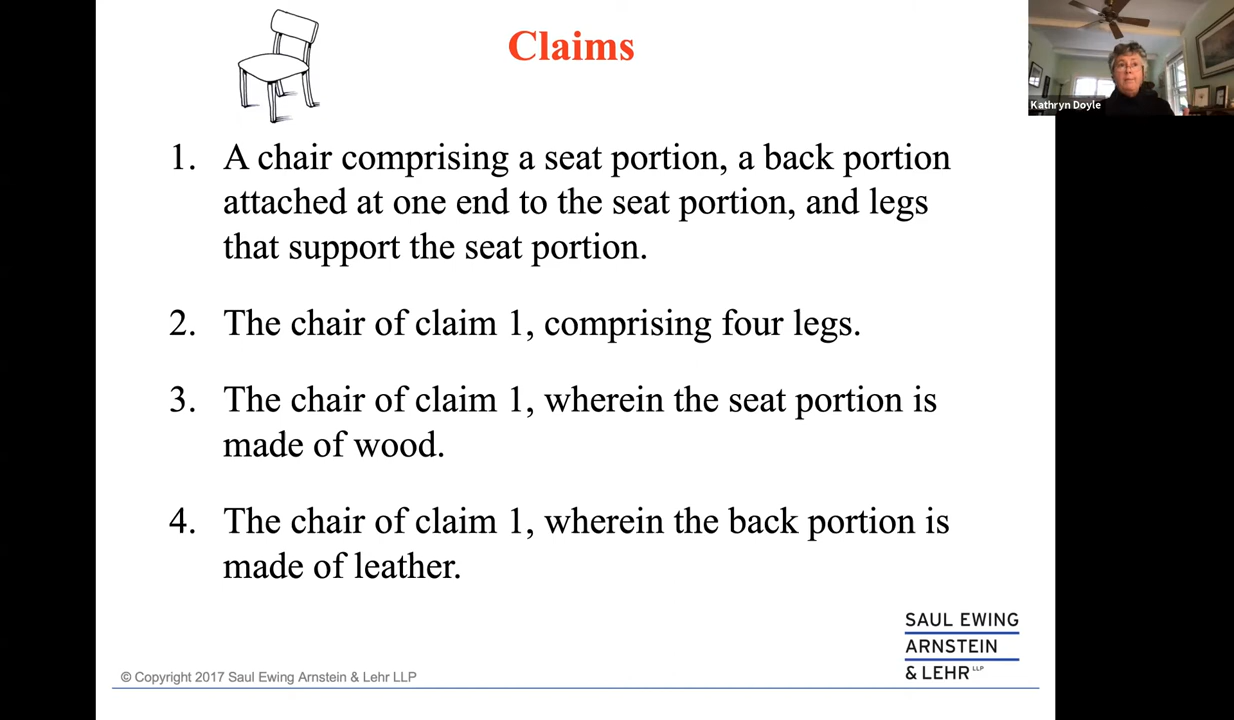 Claims
Kathryn Doyle
1. A chair comprising a seat portion, a back portion
attached at one end to the seat portion, and legs
that support the seat portion.
2. The chair of claim 1, comprising four legs.
3. The chair of claim 1, wherein the seat portion is
made of wood.
4. The chair of claim 1, wherein the back portion is
made of leather.
SAUL EWING
ARNSTEIN
& LEHR LLP
© Copyright 2017 Saul Ewing Arnstein & Lehr LLP